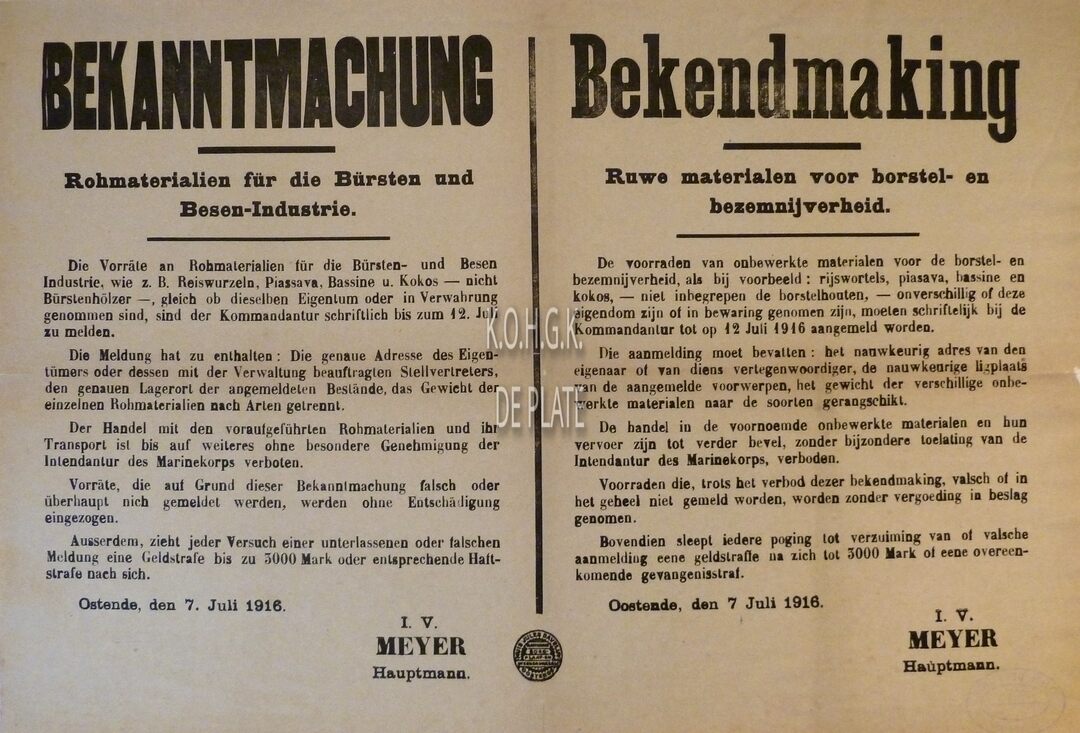 BEKANNTMACHUNG
Rohmaterialien für die Bürsten und
Besen-Industrie.
Die Vorräte an Rohmaterialien für die Bürsten- und Besen
Industrie, wie z. B. Reiswurzeln, Piassava, Bassine u. Kokos — nicht
Bürstenhölzer —, gleich ob dieselben Eigentum oder in Verwahrung
genommen sind, sind der Kommandantur schriftlich bis zum 12. Juli
zu melden.
Die Meldung hat zu enthalten : Die genaue Adresse des Eigen-
tümers oder dessen mit der Verwaltung beauftragten Stellvertreters,
den genauen Lagerort der angemeldeten Bestände, das Gewicht der
einzelnen Rohmaterialien nach Arten getrennt.
Der Handel mit den voraufgeführten Rohmaterialien und ihr
Transport ist bis auf weiteres ohne besondere Genehmigung der
Intendantur des Marinekorps verboten.
Vorräte, die auf Grund dieser Bekanntmachung falsch oder
überhaupt nich gemeldet werden, werden ohne Entschädigung
eingezogen.
Ausserdem, zieht jeder Versuch einer unterlassenen oder falschen
Meldung eine Geldstrafe bis zu 3000 Mark oder entsprechende Haft-
strafe nach sich.
Ostende, den 7. Juli 1916.
I. V.
MEYER
Hauptmann.
Bekendmaking
Ruwe materialen voor borstel- en
bezemnijverheid.
De voorraden van onbewerkte materialen voor de borstel- en
bezemnijverheid, als bij voorbeeld : rijswortels, piasava, bassine en
kokos, — niet inbegrepen de borstelhouten, — onverschillig of deze
eigendom zijn of in bewaring genomen zijn, moeten schriftelijk bij de
Kommandantur tot op 12 Juli 1916 aangemeld worden.
Die aanmelding moet bevatten : het nauwkeurig adres van den
eigenaar of van diens vertegenwoordiger, de nauwkeurige ligplaats
van de aangemelde voorwerpen, het gewicht der verschillige onbe-
werkte materialen naar de soorten gerangschikt.
De handel in de voornoemde onbewerkte materialen en hun
vervoer zijn tot verder bevel, zonder bijzondere toelating van de
Intendantur des Marinekorps, verboden.
Voorraden die, trots het verbod dezer bekendmaking, valsch of in
het geheel niet gemeld worden, worden zonder vergoeding in beslag
genomen.
Bovendien sleept iedere poging tot verzuiming van of valsche
aanmelding eene geldstraffe na zich tot 3000 Mark of eene overeen-
komende gevangenisstraf.
Oostende, den 7 Juli 1916.
I. V.
MEYER
Hauptmann.
K.O.H.G.K.
DE PLATE